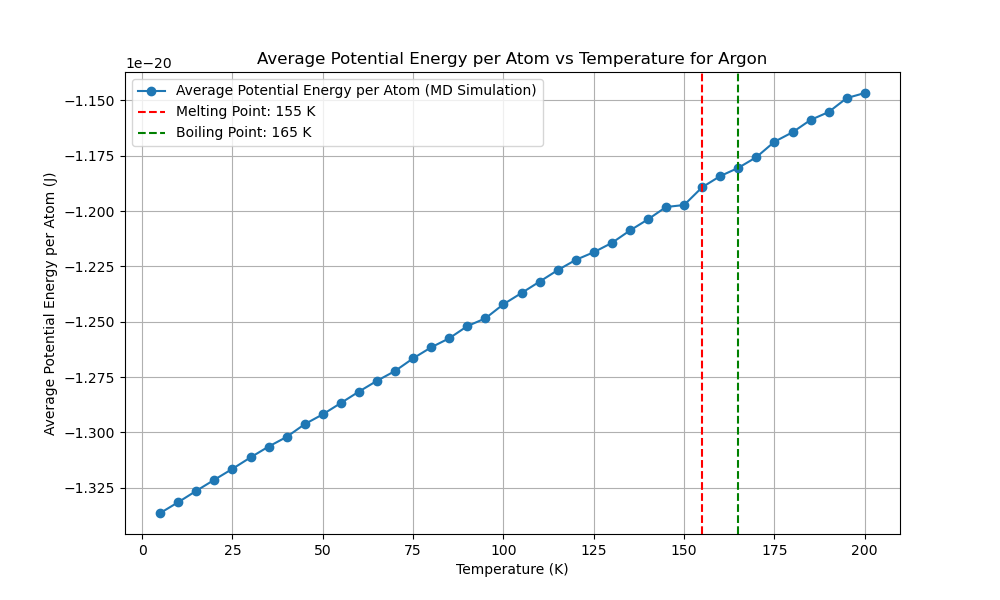 Average Potential Energy per Atom vs Temperature for Argon
1e−20
Average Potential Energy per Atom (MD Simulation)
Melting Point: 155 K
Boiling Point: 165 K
−1.150
−1.175
−1.200
−1.225
−1.250
−1.275
−1.300
−1.325
Average Potential Energy per Atom (J)
0 25 50 75 100 125 150 175 200
Temperature (K)